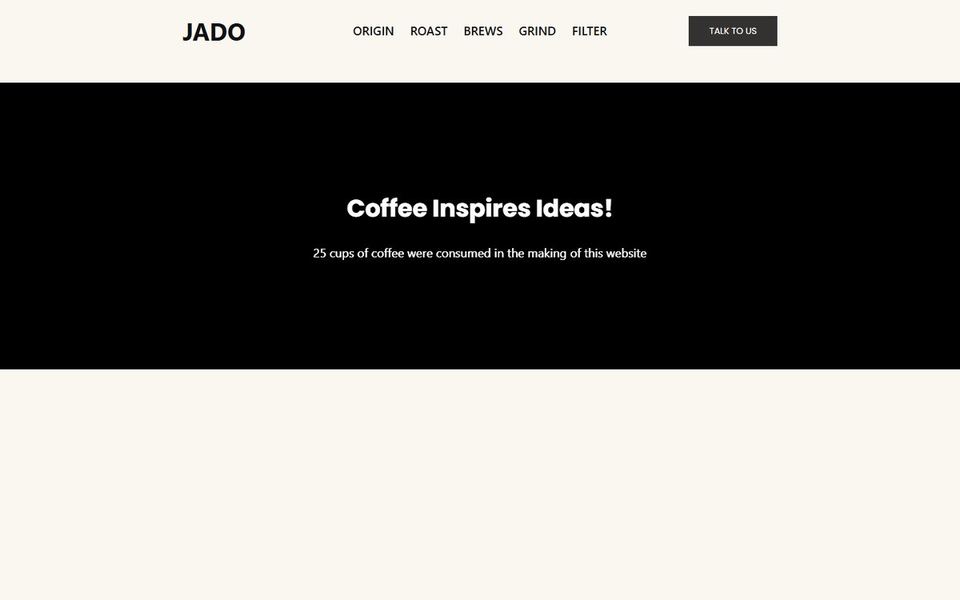 JADO
ORIGIN ROAST BREWS GRIND FILTER
TALK TO US
Coffee Inspires Ideas!
25 cups of coffee were consumed in the making of this website